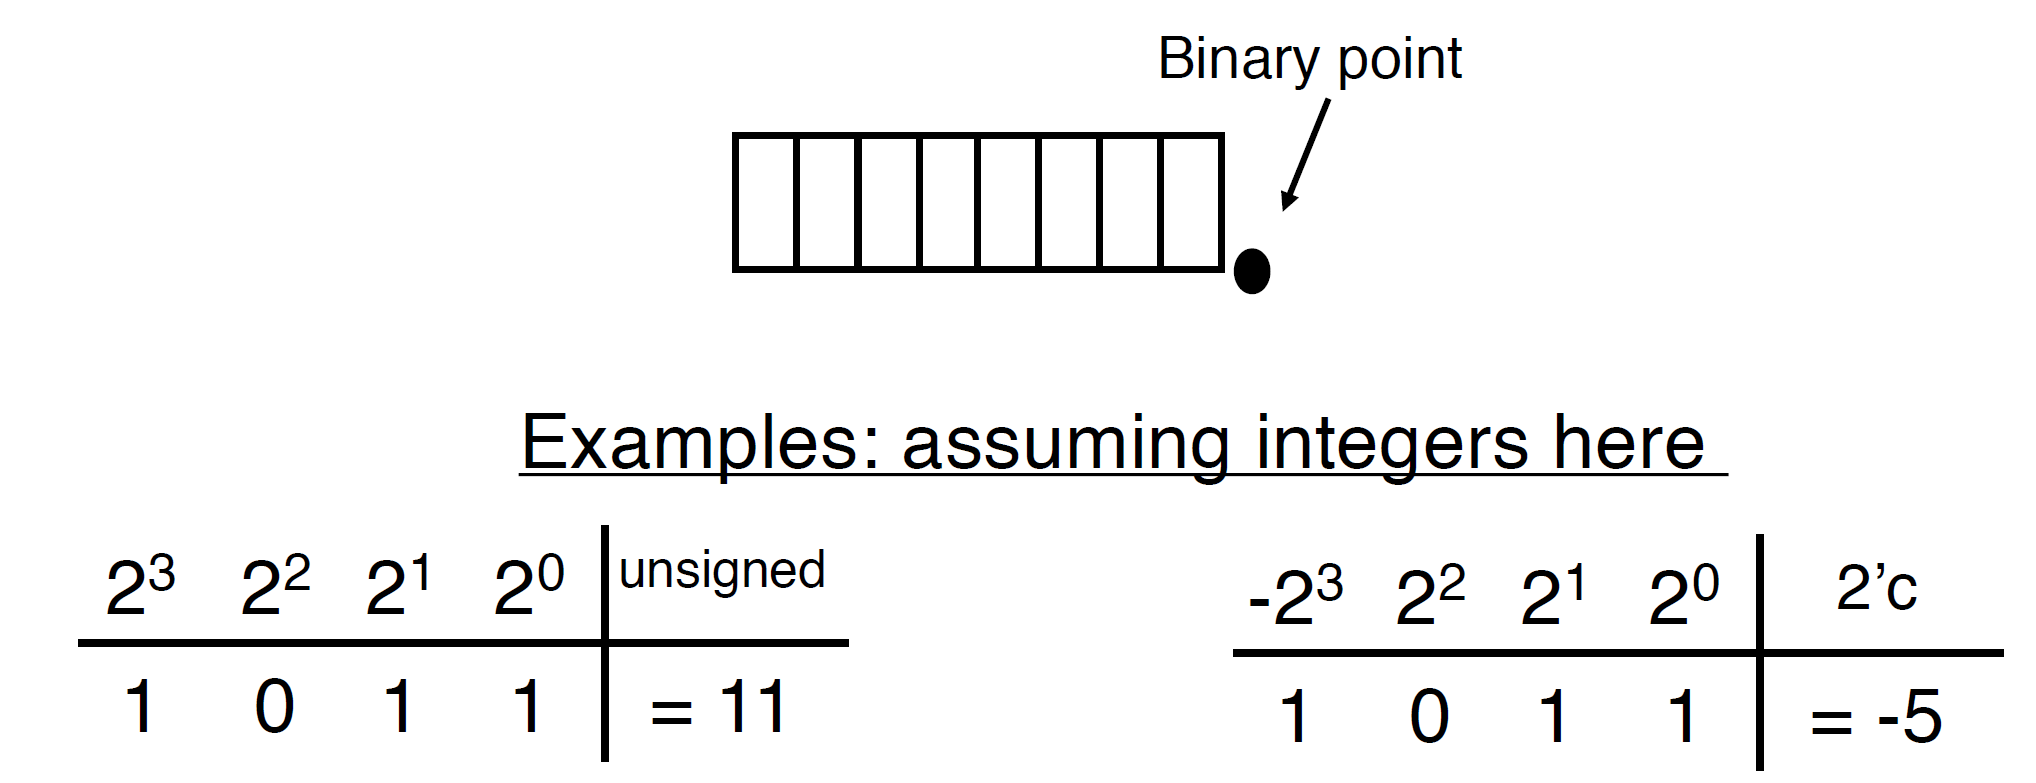 Binary point
Examples: assuming integers here
2³ 2² 2¹ 2⁰ unsigned
1 0 1 1 = 11
-2³ 2² 2¹ 2⁰ 2’c
1 0 1 1 = -5